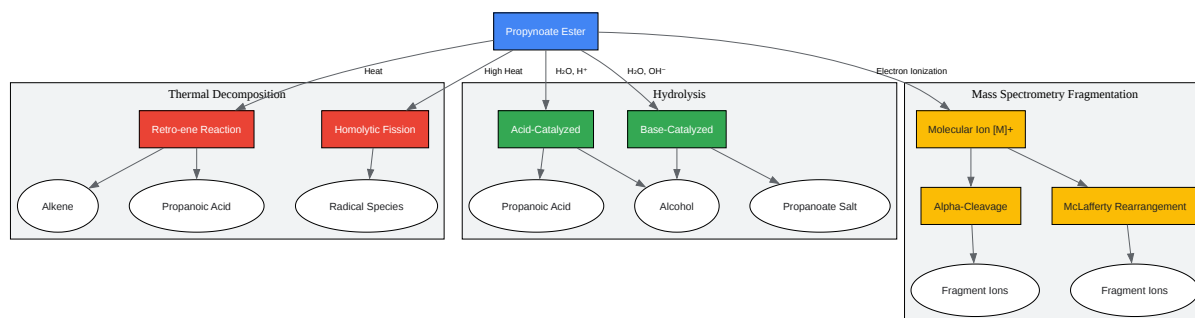 Propynoate Ester
Heat
High Heat
H₂O, H⁺
H₂O, OH⁻
Electron Ionization
Thermal Decomposition
Hydrolysis
Mass Spectrometry Fragmentation
Retro-ene Reaction
Homolytic Fission
Acid-Catalyzed
Base-Catalyzed
Molecular Ion [M]+
Alkene
Propanoic Acid
Radical Species
Propanoic Acid
Alcohol
Propanoate Salt
Alpha-Cleavage
McLafferty Rearrangement
Fragment Ions
Fragment Ions